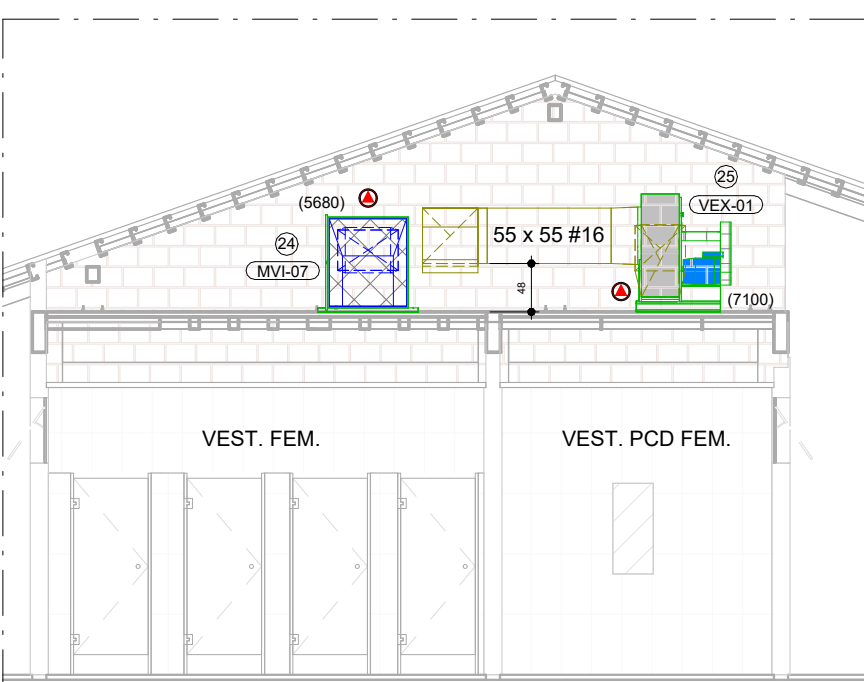 25
(5680)
VEX-01
24
55 x 55 #16
MVI-07
48
(7100)
VEST. FEM.
VEST. PCD FEM.